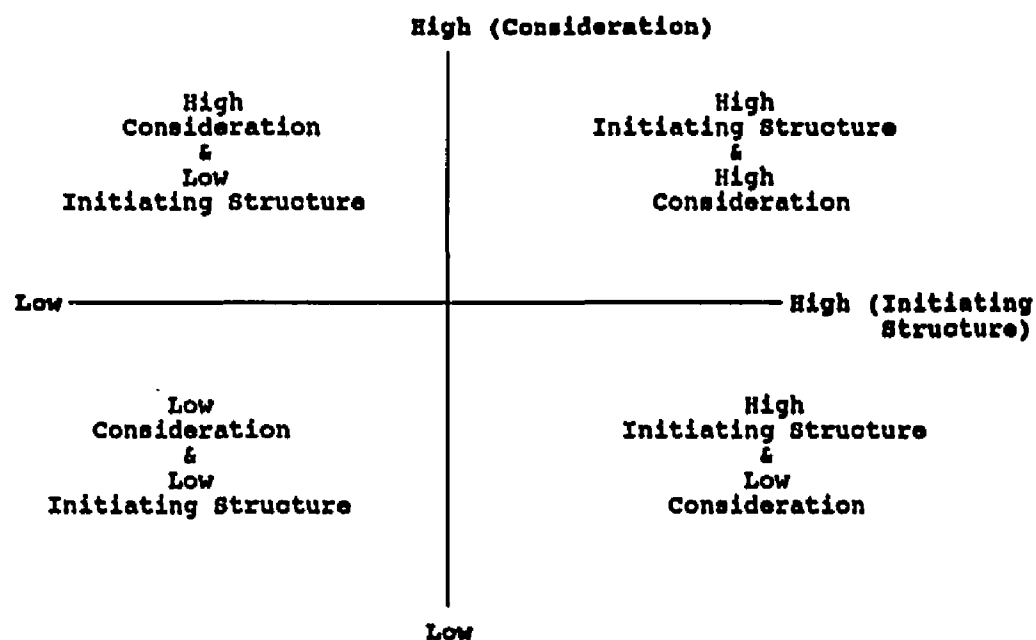 High (Consideration)
High
Consideration
&
Low
Initiating Structure
High
Initiating Structure
&
High
Consideration
Low
High (Initiating
Structure)
Low
Consideration
&
Low
Initiating Structure
High
Initiating Structure
&
Low
Consideration
Low